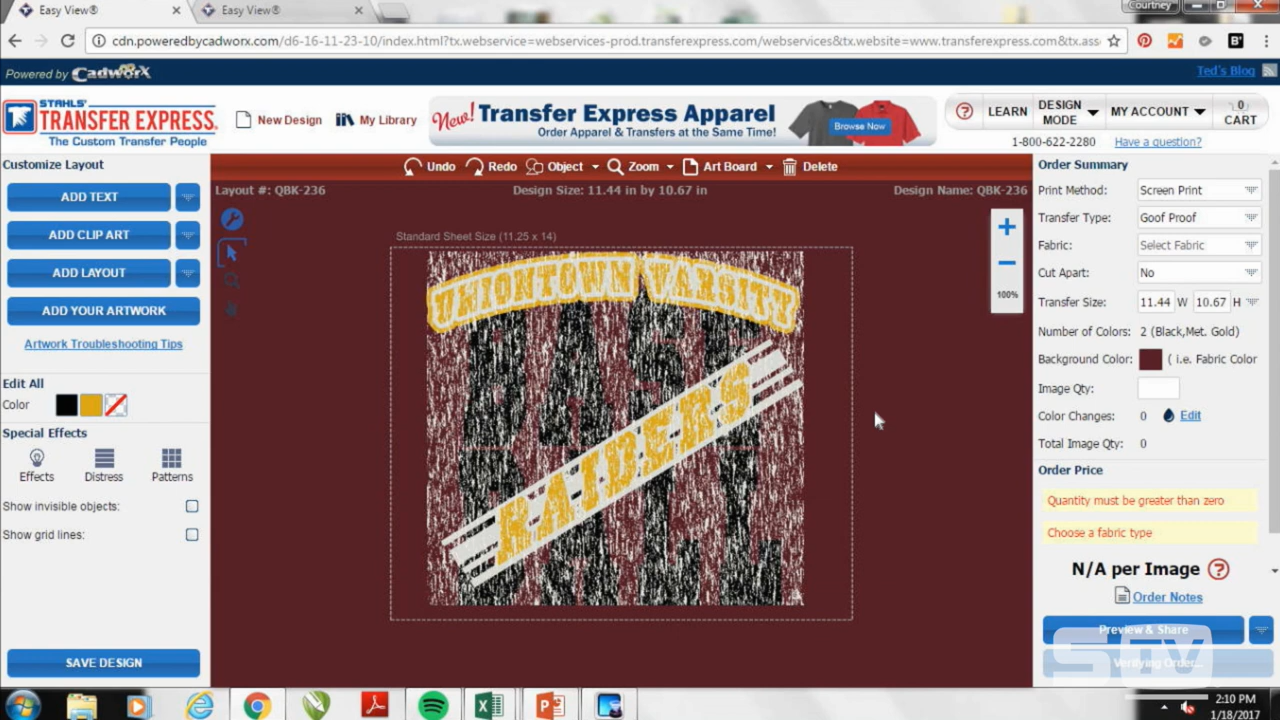 Easy View®
Easy View®
Courtney
cdn.poweredbycadworx.com/d6-16-11-23-10/index.html?tx.webservice=webservices-prod.transferexpress.com/webservices&tx.website=www.transferexpress.com&tx.ass
Powered by CadworX
Ted's Blog
STAHLS'
TRANSFER EXPRESS.
The Custom Transfer People
New Design
My Library
New! Transfer Express Apparel
Order Apparel & Transfers at the Same Time!
Browse Now
LEARN
DESIGN MODE
MY ACCOUNT
0 CART
1-800-622-2280
Have a question?
Customize Layout
Undo
Redo
Object
Zoom
Art Board
Delete
Order Summary
Layout #: QBK-236
Design Size: 11.44 in by 10.67 in
Design Name: QBK-236
ADD TEXT
ADD CLIP ART
ADD LAYOUT
ADD YOUR ARTWORK
Artwork Troubleshooting Tips
Edit All
Color
Special Effects
Effects
Distress
Patterns
Show invisible objects:
Show grid lines:
SAVE DESIGN
Standard Sheet Size (11.25 x 14)
UNIONTOWN VARSITY
BASE
RAIDERS
BALL
100%
Print Method: Screen Print
Transfer Type: Goof Proof
Fabric: Select Fabric
Cut Apart: No
Transfer Size: 11.44 W 10.67 H
Number of Colors: 2 (Black,Met. Gold)
Background Color: ( i.e. Fabric Color
Image Qty:
Color Changes: 0 Edit
Total Image Qty: 0
Order Price
Quantity must be greater than zero
Choose a fabric type
N/A per Image
Order Notes
Preview & Share
Verifying Order...
STV
2:10 PM
1/18/2017